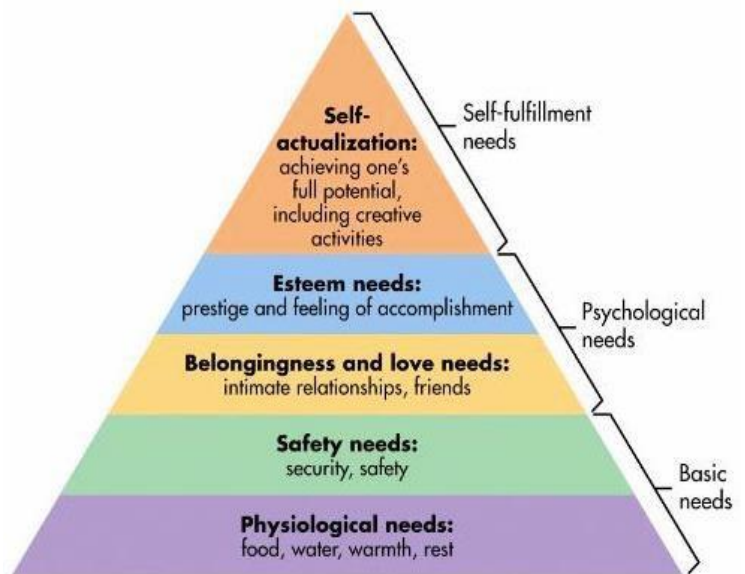 Self-
actualization:
achieving one's
full potential,
including creative
activities
Self-fulfillment
needs
Esteem needs:
prestige and feeling of accomplishment
Psychological
needs
Belongingness and love needs:
intimate relationships, friends
Safety needs:
security, safety
Basic
needs
Physiological needs:
food, water, warmth, rest